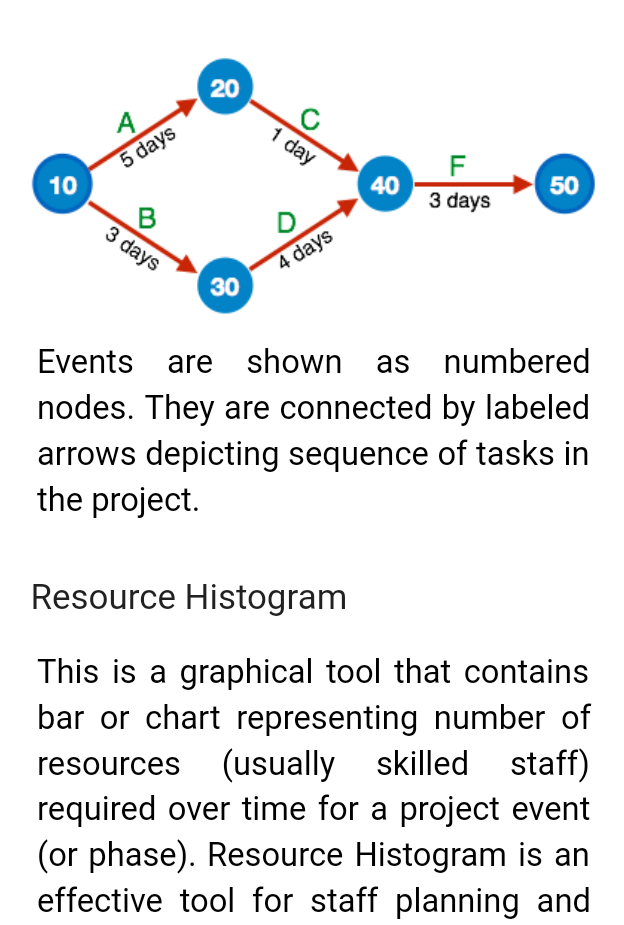 20
A
5 days
C
1 day
10
40
F
3 days
50
B
3 days
D
4 days
30
Events are shown as numbered
nodes. They are connected by labeled
arrows depicting sequence of tasks in
the project.
Resource Histogram
This is a graphical tool that contains
bar or chart representing number of
resources (usually skilled staff)
required over time for a project event
(or phase). Resource Histogram is an
effective tool for staff planning and